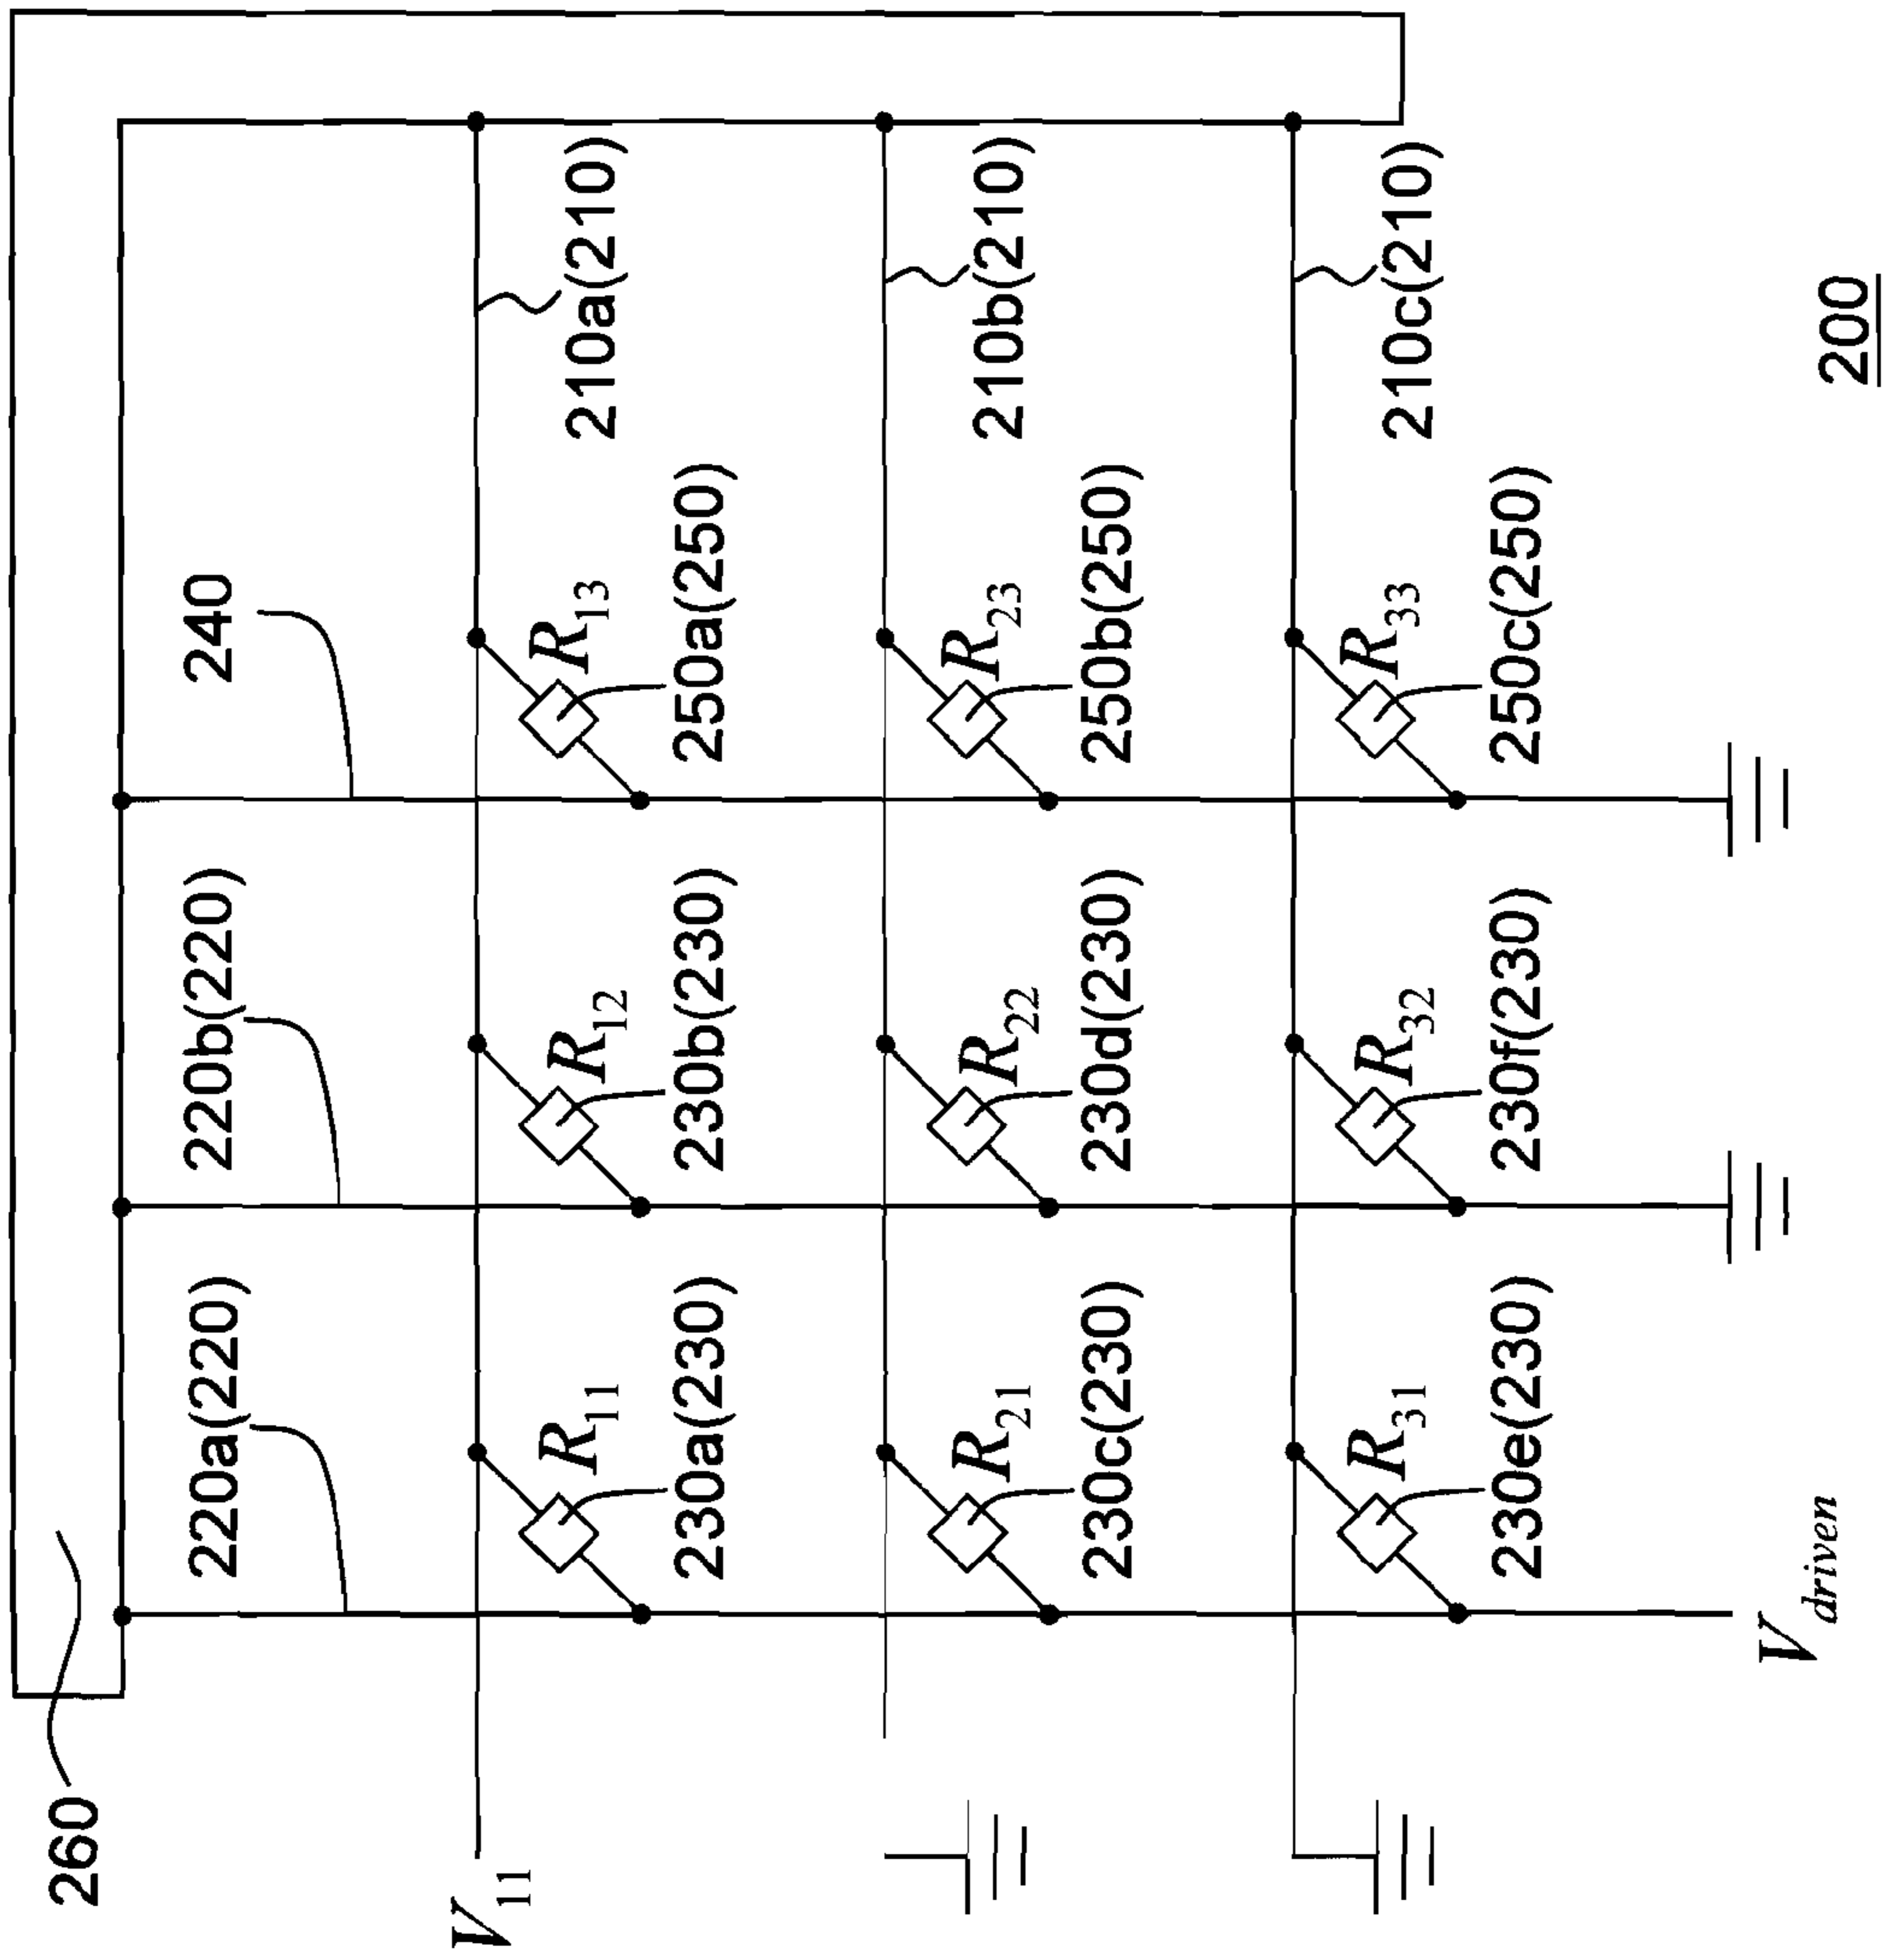 260
220a(220) 220b(220) 240
V11
R11 R12 R13 210a(210)
230a(230) 230b(230) 250a(250)
R21 R22 R23 210b(210)
230c(230) 230d(230) 250b(250)
R31 R32 R33 210c(210)
230e(230) 230f(230) 250c(250)
Vdriven
200